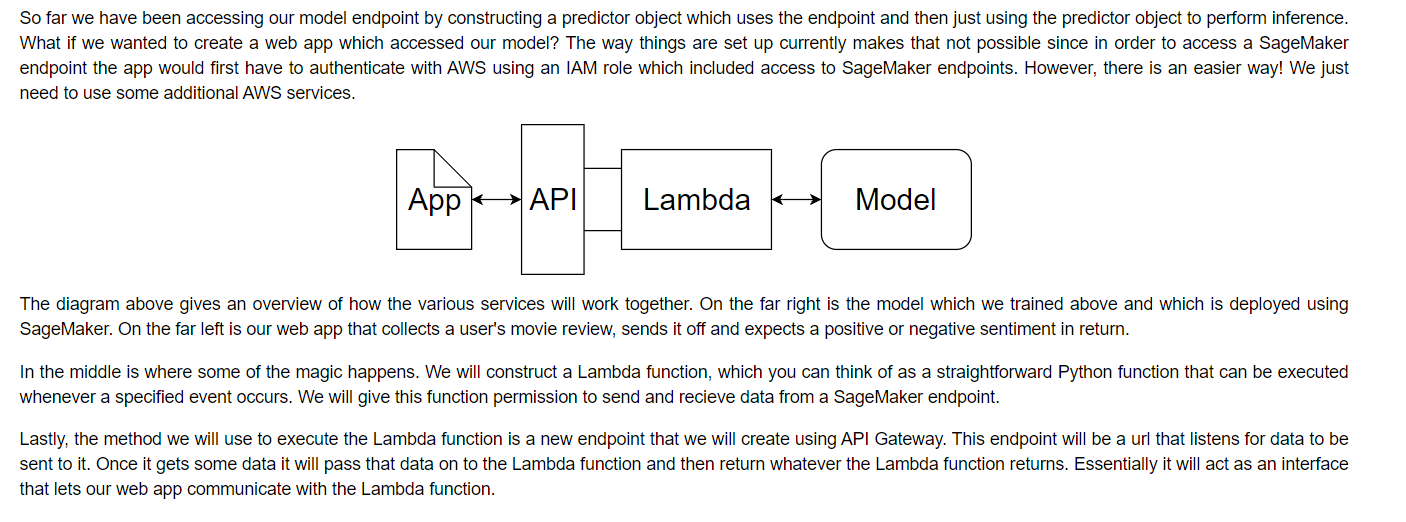 So far we have been accessing our model endpoint by constructing a predictor object which uses the endpoint and then just using the predictor object to perform inference.
What if we wanted to create a web app which accessed our model? The way things are set up currently makes that not possible since in order to access a SageMaker
endpoint the app would first have to authenticate with AWS using an IAM role which included access to SageMaker endpoints. However, there is an easier way! We just
need to use some additional AWS services.
App API Lambda Model
The diagram above gives an overview of how the various services will work together. On the far right is the model which we trained above and which is deployed using
SageMaker. On the far left is our web app that collects a user's movie review, sends it off and expects a positive or negative sentiment in return.
In the middle is where some of the magic happens. We will construct a Lambda function, which you can think of as a straightforward Python function that can be executed
whenever a specified event occurs. We will give this function permission to send and recieve data from a SageMaker endpoint.
Lastly, the method we will use to execute the Lambda function is a new endpoint that we will create using API Gateway. This endpoint will be a url that listens for data to be
sent to it. Once it gets some data it will pass that data on to the Lambda function and then return whatever the Lambda function returns. Essentially it will act as an interface
that lets our web app communicate with the Lambda function.